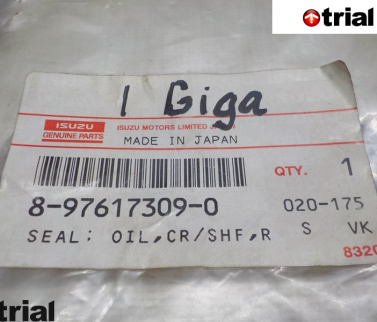 trial
1 Giga
ISUZU
GENUINE PARTS
ISUZU MOTORS LIMITED JAPAN
MADE IN JAPAN
QTY. 1
8-97617309-0 020-175
SEAL; OIL,CR/SHF,R S VK
8320
trial